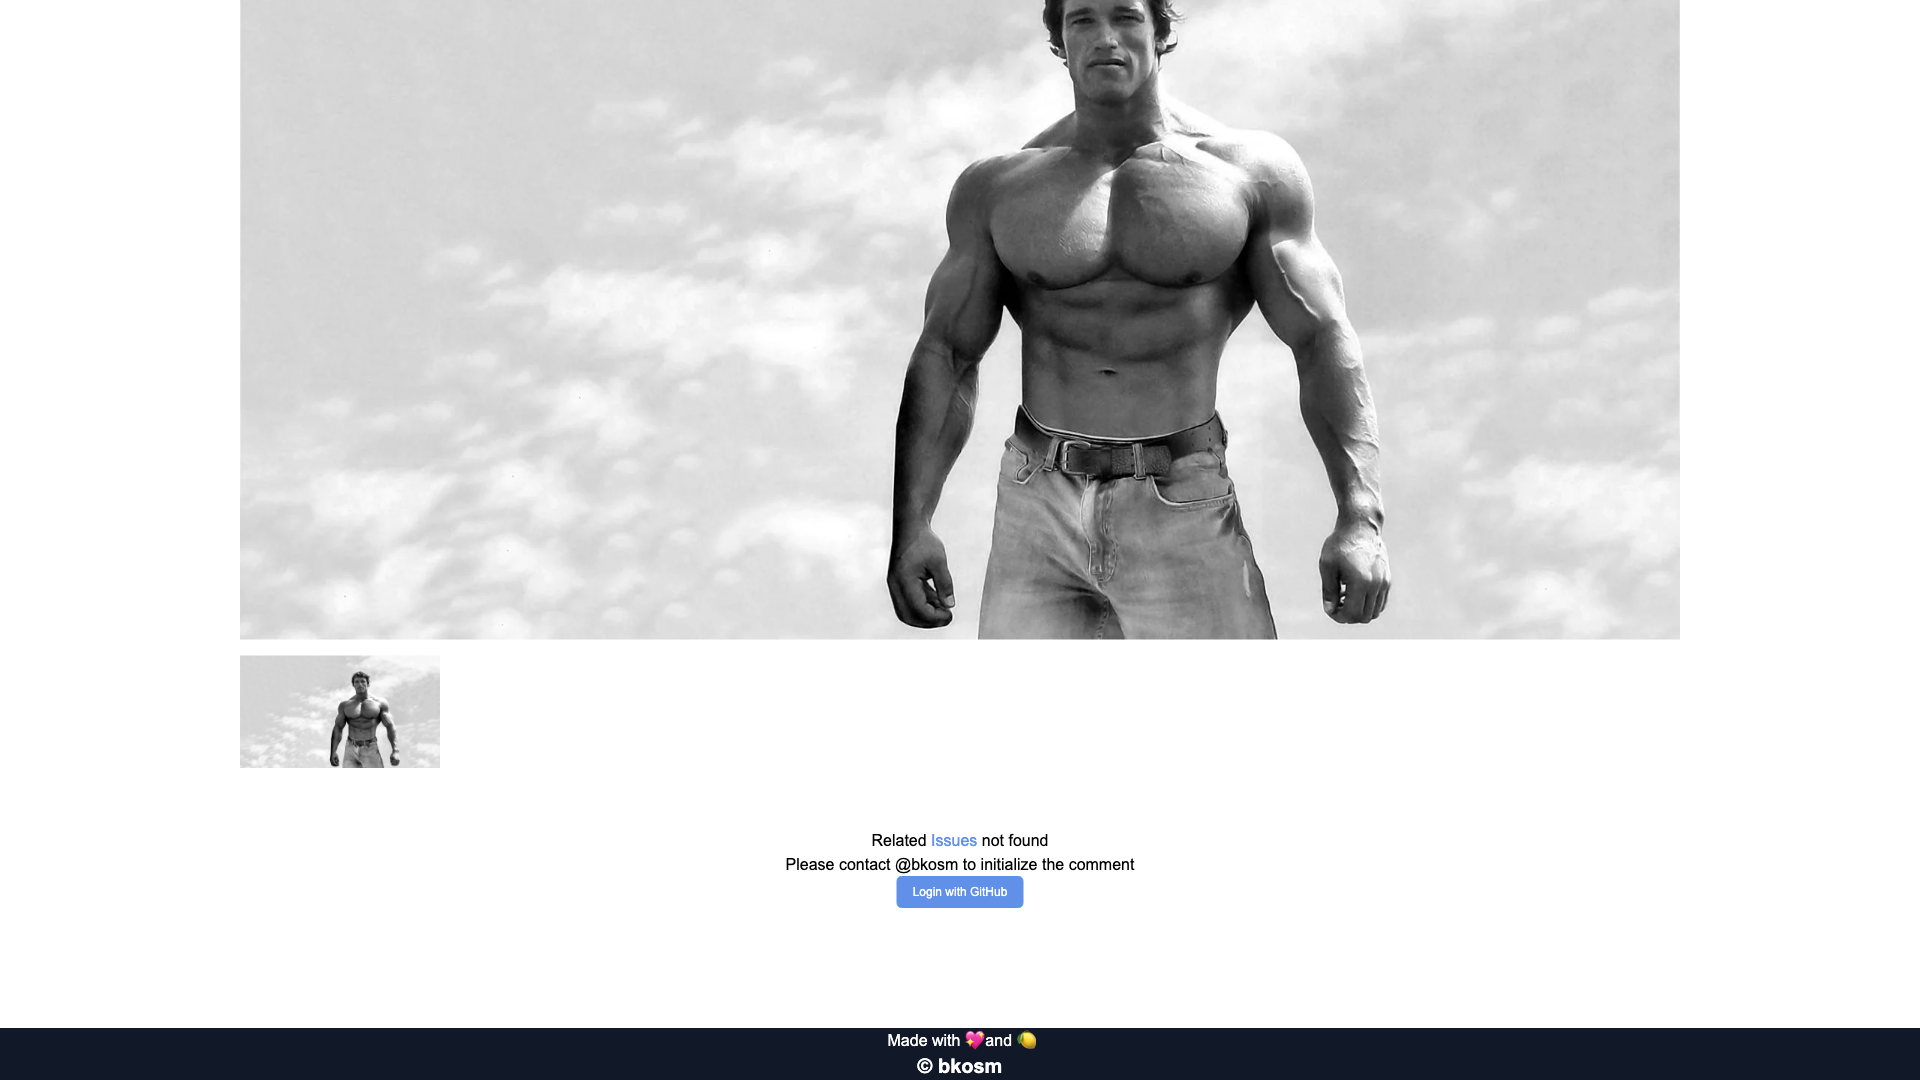 Related Issues not found
Please contact @bkosm to initialize the comment
Login with GitHub
Made with 💖and 🍋
© bkosm